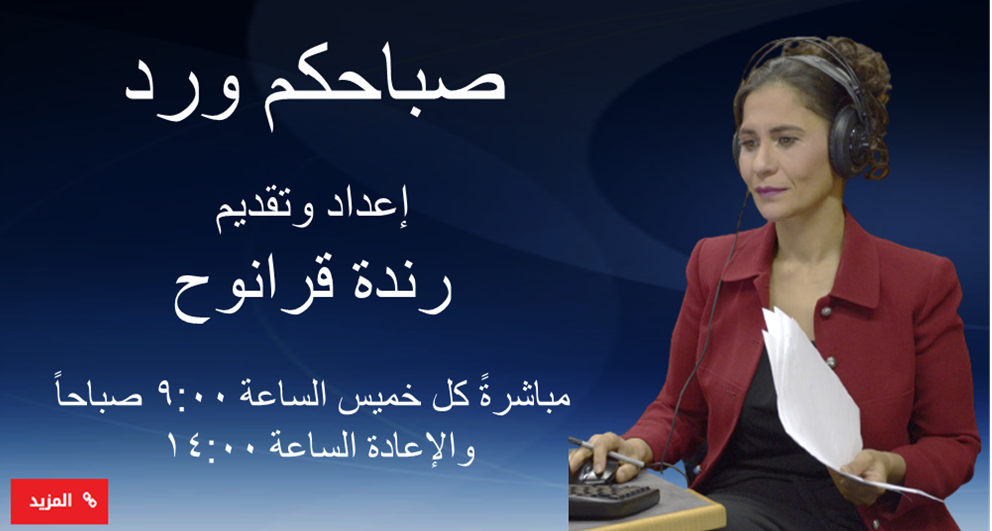 صباحكم ورد
إعداد وتقديم
رندة قرانوح
مباشرةً كل خميس الساعة ٩:٠٠ صباحاً
والإعادة الساعة ١٤:٠٠
المزيد